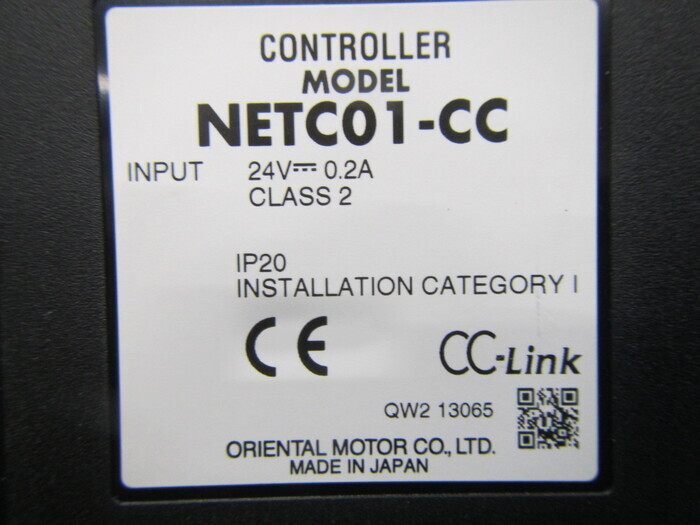 CONTROLLER
MODEL
NETC01-CC
INPUT 24V⎓ 0.2A
CLASS 2
IP20
INSTALLATION CATEGORY I
CE CC-Link
QW2 13065
ORIENTAL MOTOR CO., LTD.
MADE IN JAPAN